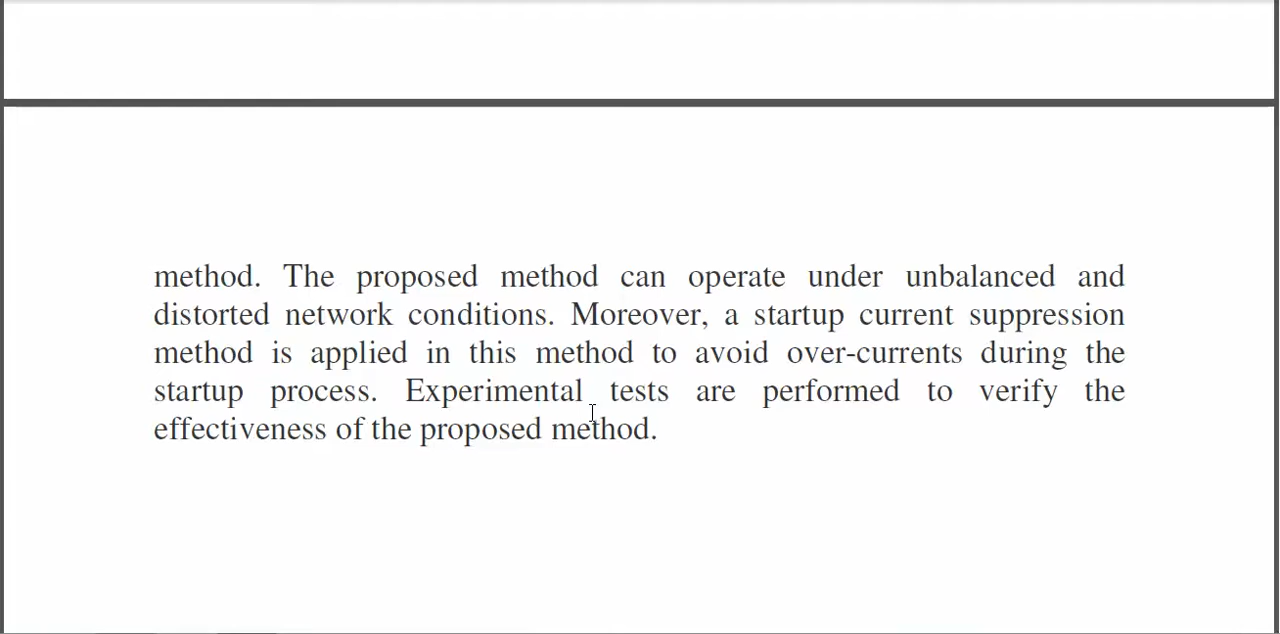 method. The proposed method can operate under unbalanced and
distorted network conditions. Moreover, a startup current suppression
method is applied in this method to avoid over-currents during the
startup process. Experimental tests are performed to verify the
effectiveness of the proposed method.